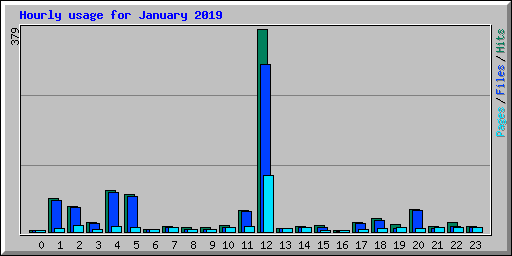 Hourly usage for January 2019
379
Pages/Files/Hits
0 1 2 3 4 5 6 7 8 9 10 11 12 13 14 15 16 17 18 19 20 21 22 23